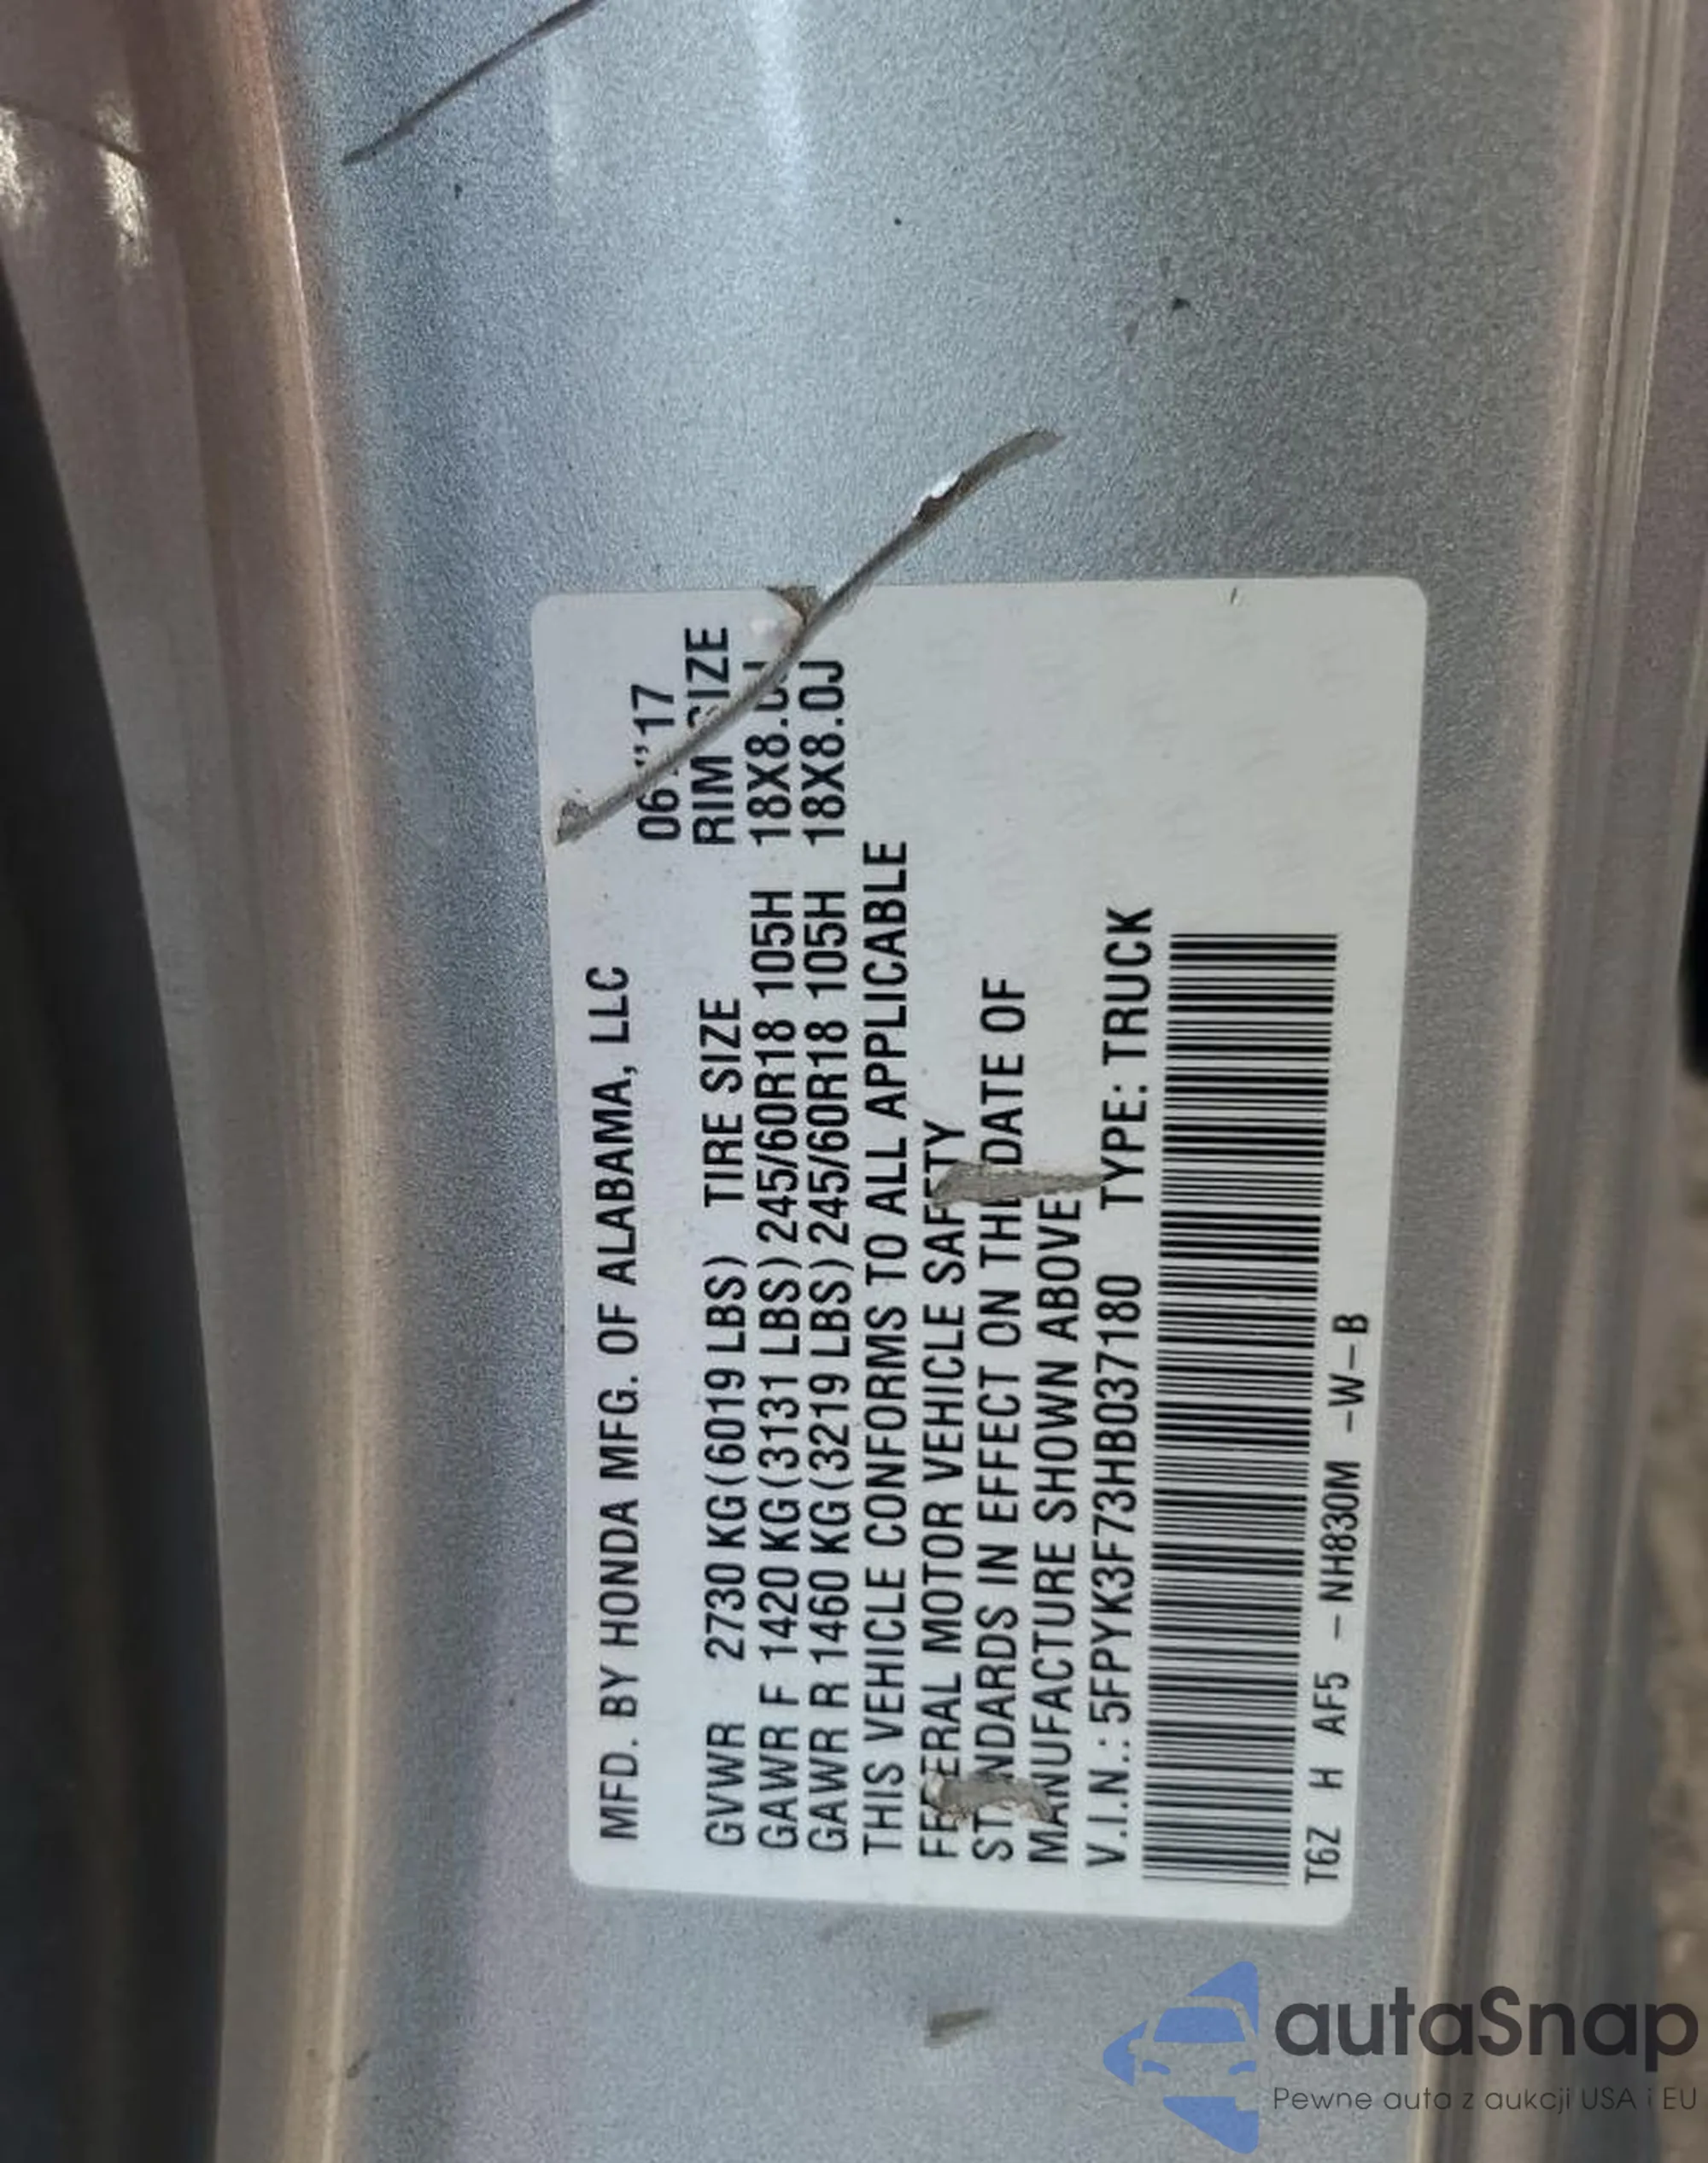 MFD. BY HONDA MFG. OF ALABAMA, LLC
06 17
TIRE SIZE RIM SIZE
GVWR 2730 KG (6019 LBS)
GAWR F 1420 KG (3131 LBS) 245/60R18 105H 18X8.0J
GAWR R 1460 KG (3219 LBS) 245/60R18 105H 18X8.0J
THIS VEHICLE CONFORMS TO ALL APPLICABLE
FEDERAL MOTOR VEHICLE SAFETY
STANDARDS IN EFFECT ON THE DATE OF
MANUFACTURE SHOWN ABOVE
V.I.N.: 5FPYK3F73HB037180 TYPE: TRUCK
T6Z H AF5 -NH830M -W-B
autaSnap
Pewne auta z aukcji USA i EU